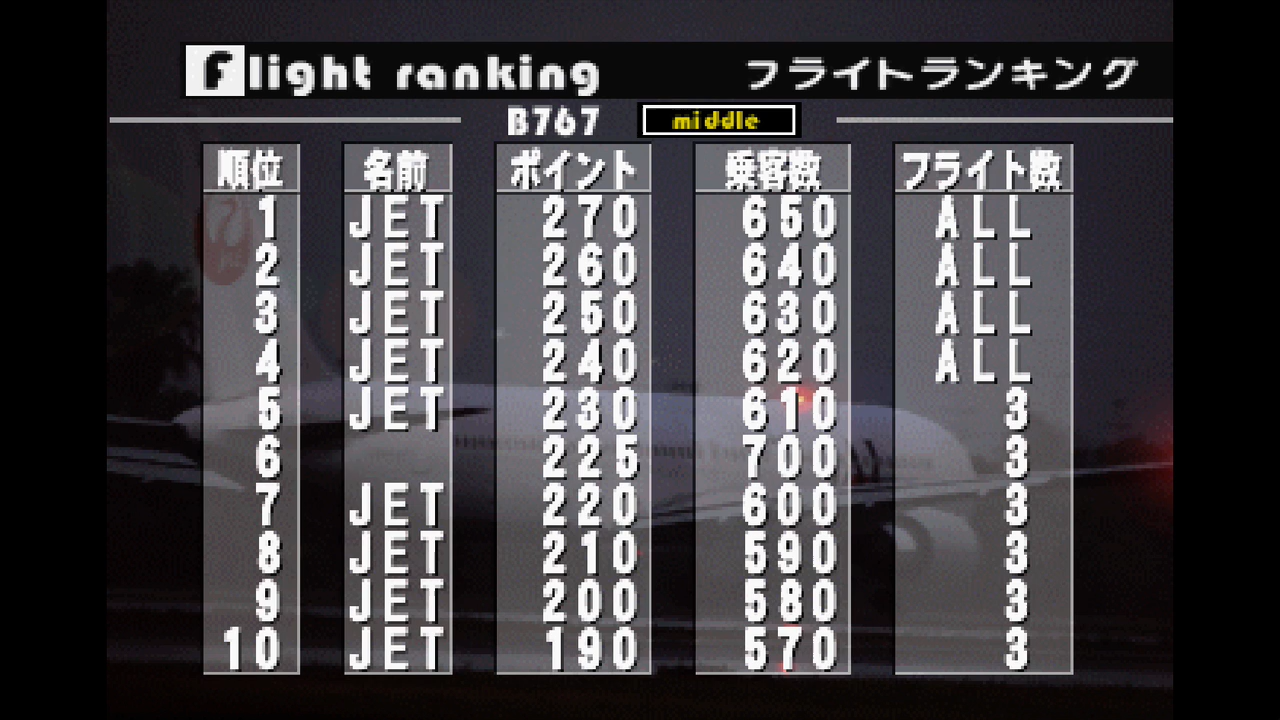 Flight ranking フライトランキング
B767 middle
順位 名前 ポイント 乗客数 フライト数
1 JET 270 650 ALL
2 JET 260 640 ALL
3 JET 250 630 ALL
4 JET 240 620 ALL
5 JET 230 610 3
6 225 700 3
7 JET 220 600 3
8 JET 210 590 3
9 JET 200 580 3
10 JET 190 570 3